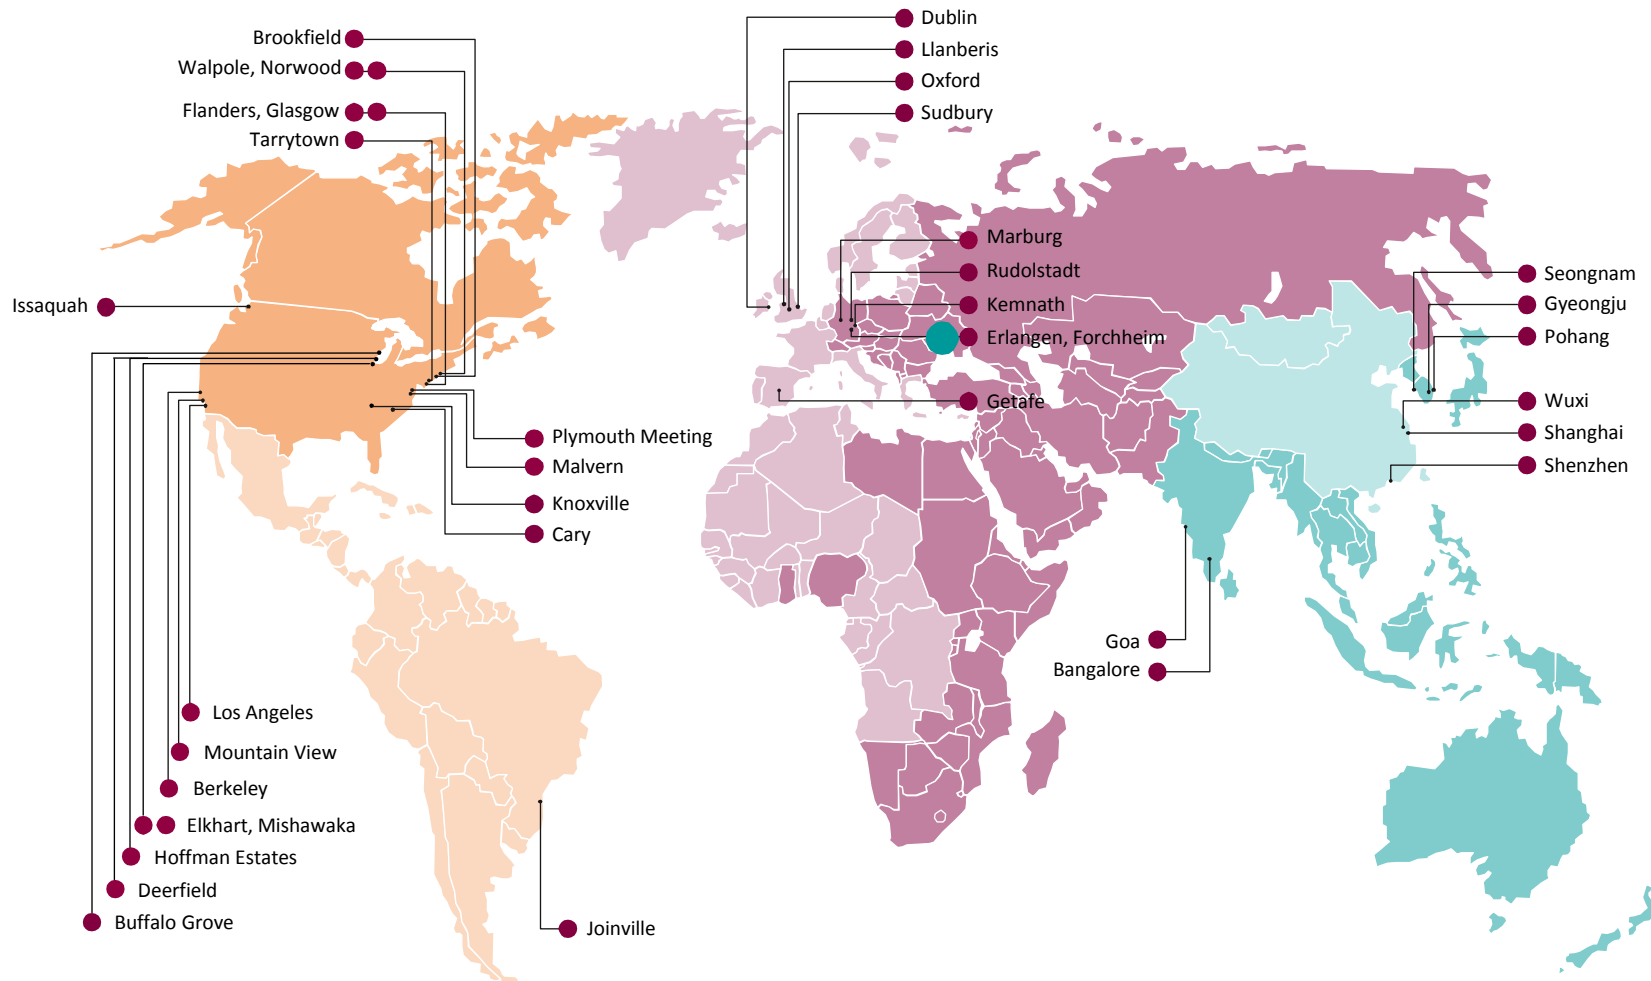 Brookfield
Walpole, Norwood
Flanders, Glasgow
Tarrytown
Issaquah
Dublin
Llanberis
Oxford
Sudbury
Marburg
Rudolstadt
Kemnath
Erlangen, Forchheim
Getafe
Seongnam
Gyeongju
Pohang
Wuxi
Shanghai
Shenzhen
Plymouth Meeting
Malvern
Knoxville
Cary
Goa
Bangalore
Los Angeles
Mountain View
Berkeley
Elkhart, Mishawaka
Hoffman Estates
Deerfield
Buffalo Grove
Joinville